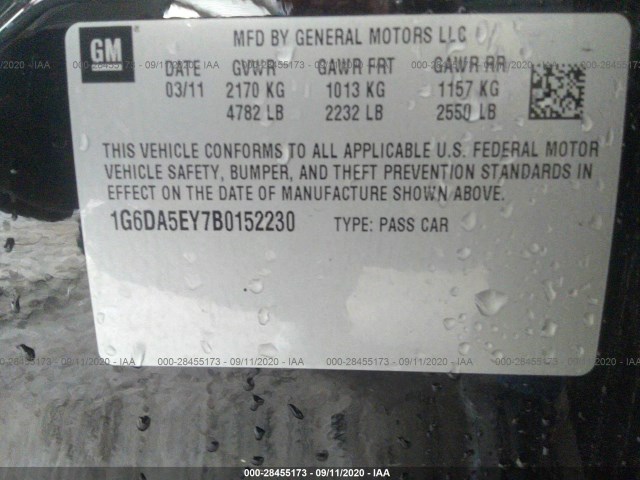 GM
MFD BY GENERAL MOTORS LLC
DATE GVWR GAWR FRT GAWR RR
03/11 2170 KG 1013 KG 1157 KG
4782 LB 2232 LB 2550 LB
THIS VEHICLE CONFORMS TO ALL APPLICABLE U.S. FEDERAL MOTOR
VEHICLE SAFETY, BUMPER, AND THEFT PREVENTION STANDARDS IN
EFFECT ON THE DATE OF MANUFACTURE SHOWN ABOVE.
1G6DA5EY7B0152230 TYPE: PASS CAR
000-28455173 - 09/11/2020 - IAA